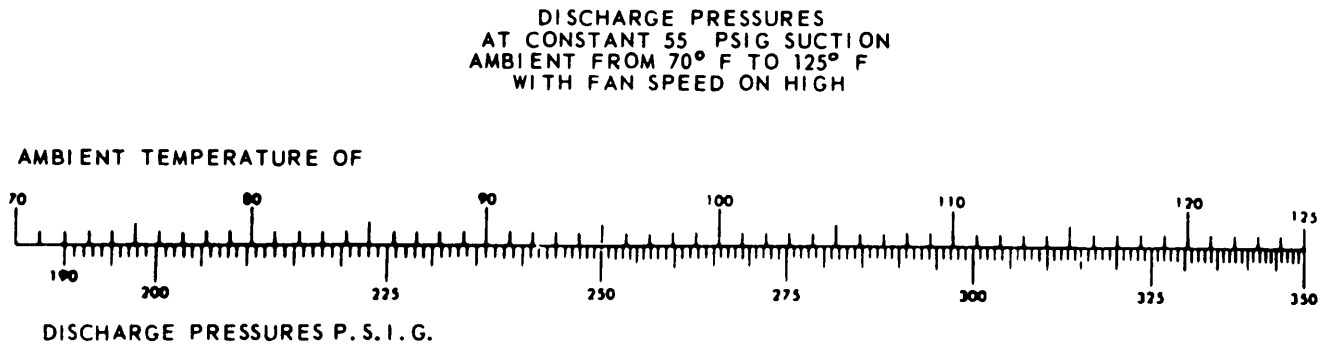 DISCHARGE PRESSURES
AT CONSTANT 55 PSIG SUCTION
AMBIENT FROM 70° F TO 125° F
WITH FAN SPEED ON HIGH
AMBIENT TEMPERATURE OF
70 80 90 100 110 120 125
190 200 225 250 275 300 325 350
DISCHARGE PRESSURES P.S.I.G.